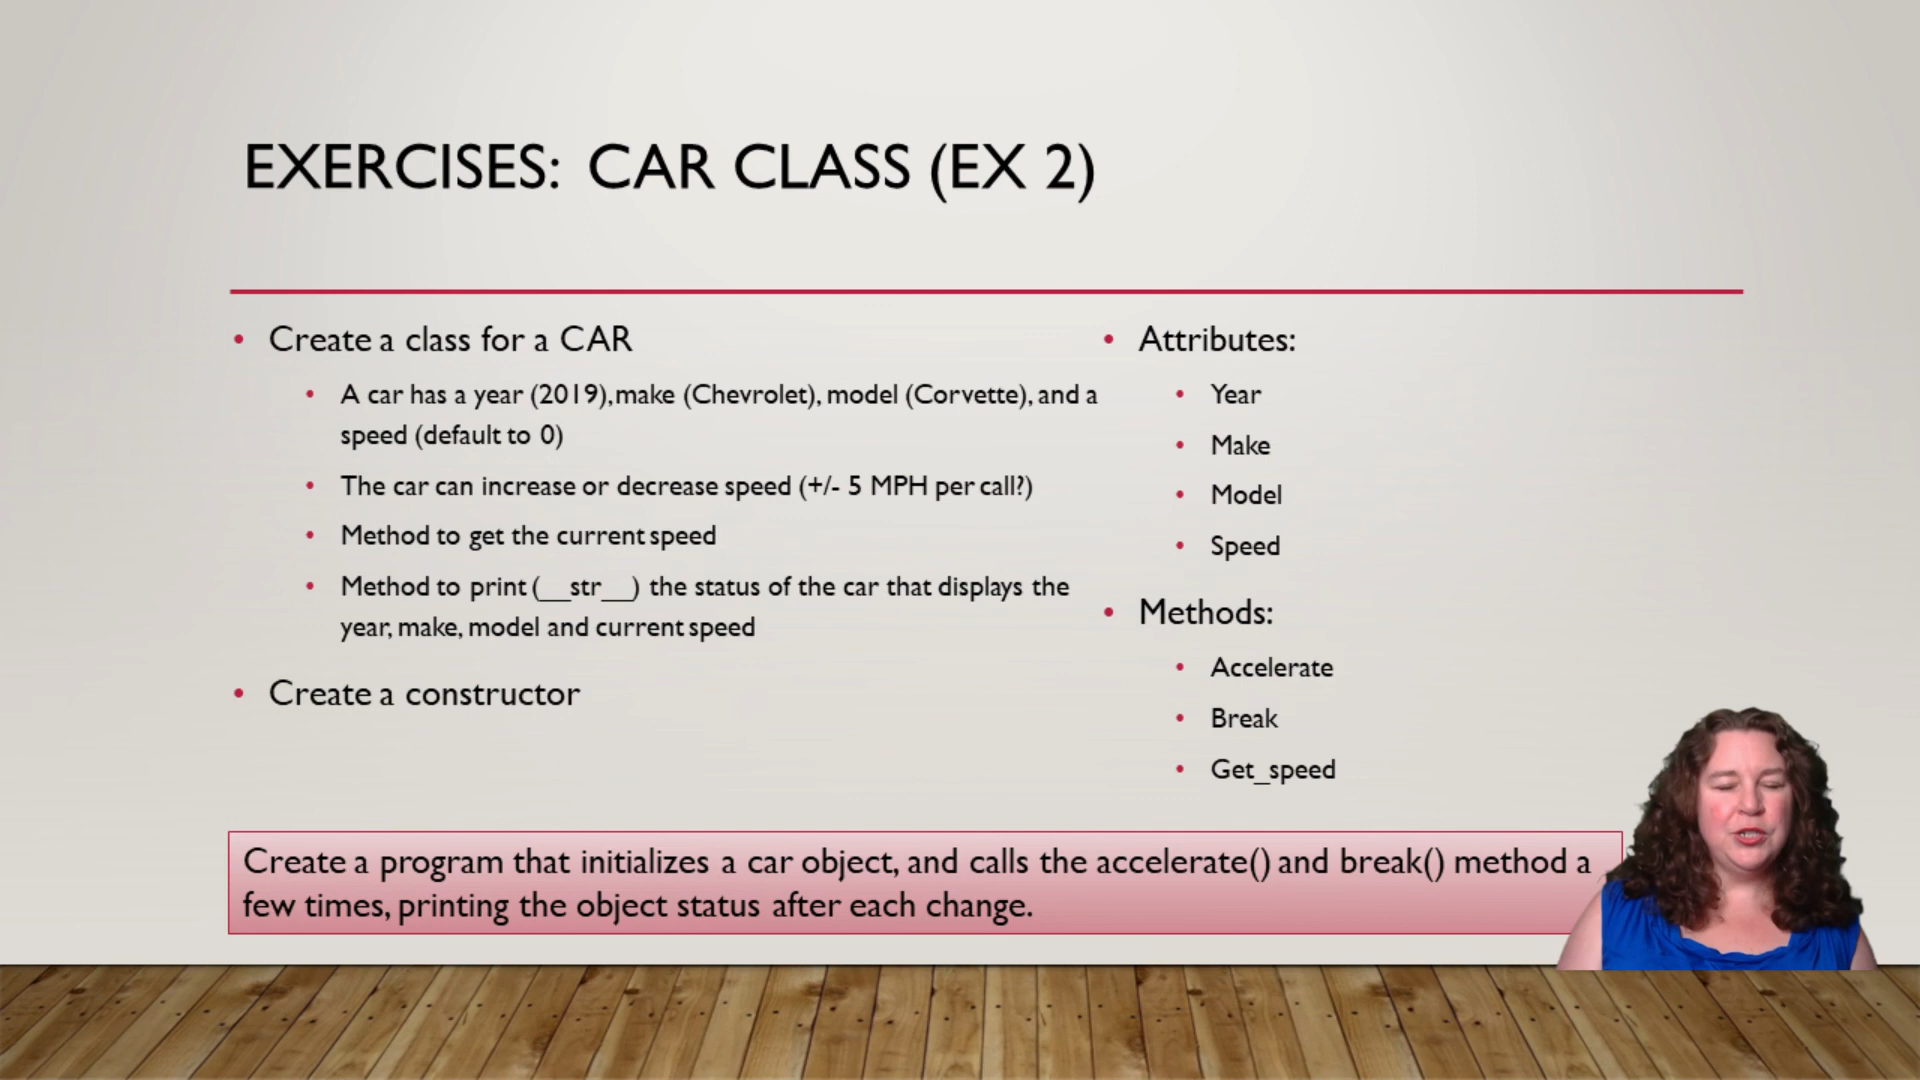 EXERCISES: CAR CLASS (EX 2)
Create a class for a CAR
A car has a year (2019), make (Chevrolet), model (Corvette), and a
speed (default to 0)
The car can increase or decrease speed (+/- 5 MPH per call?)
Method to get the current speed
Method to print (__str__) the status of the car that displays the
year, make, model and current speed
Create a constructor
Attributes:
Year
Make
Model
Speed
Methods:
Accelerate
Break
Get_speed
Create a program that initializes a car object, and calls the accelerate() and break() method a
few times, printing the object status after each change.